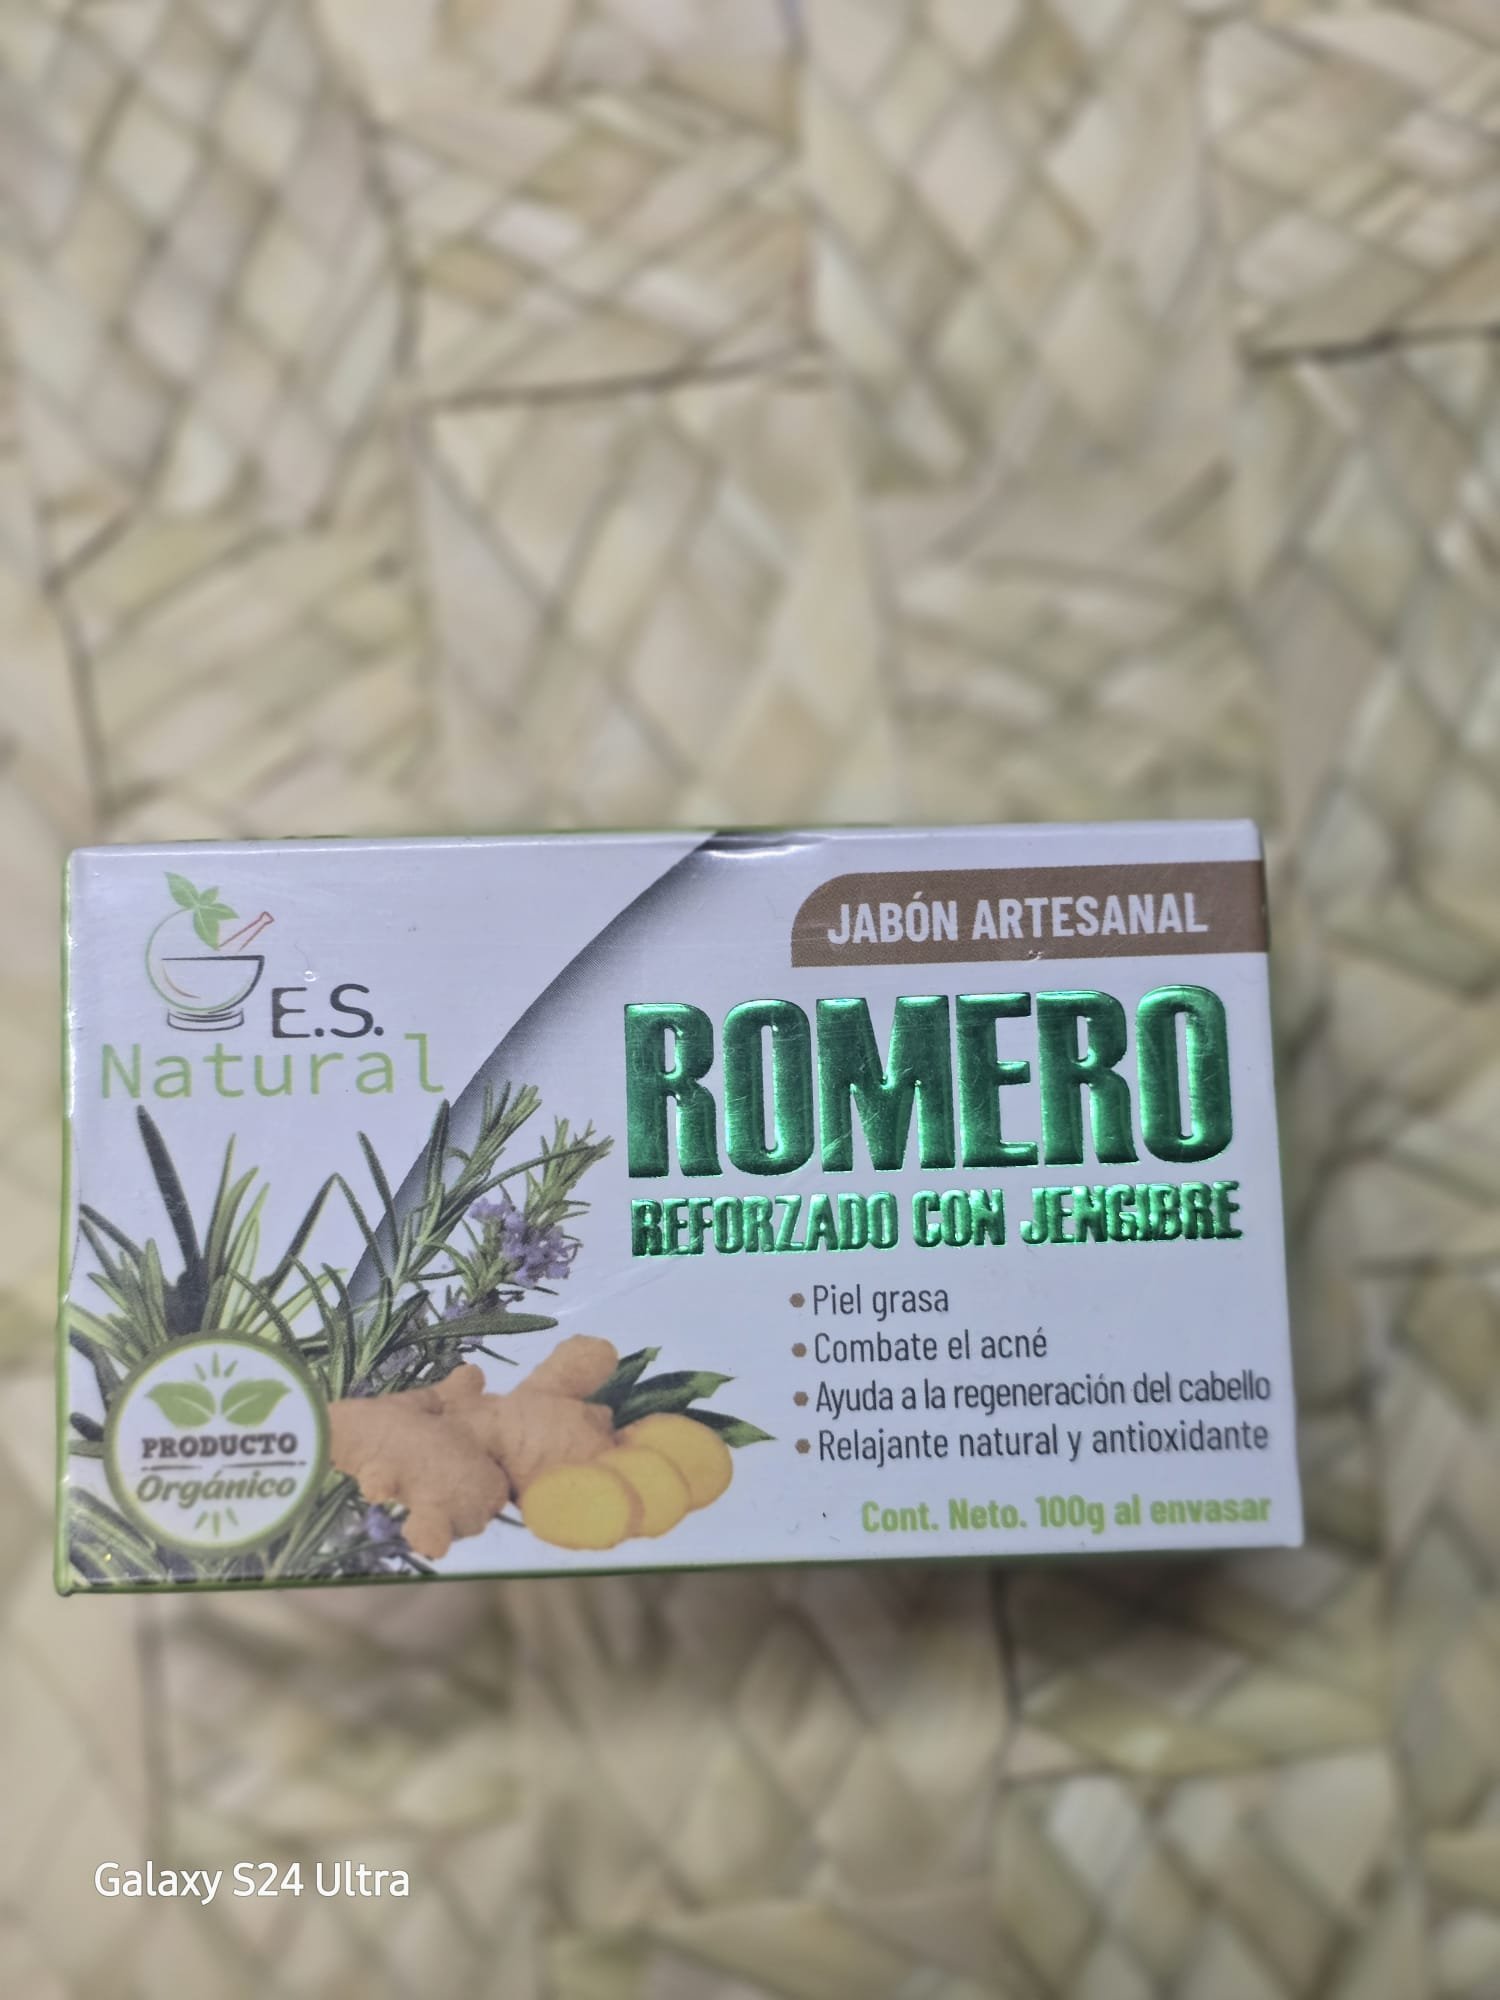 JABÓN ARTESANAL
E.S.
Natural
ROMERO
REFORZADO CON JENGIBRE
• Piel grasa
• Combate el acné
• Ayuda a la regeneración del cabello
• Relajante natural y antioxidante
Cont. Neto. 100g al envasar
PRODUCTO
Orgánico
Galaxy S24 Ultra